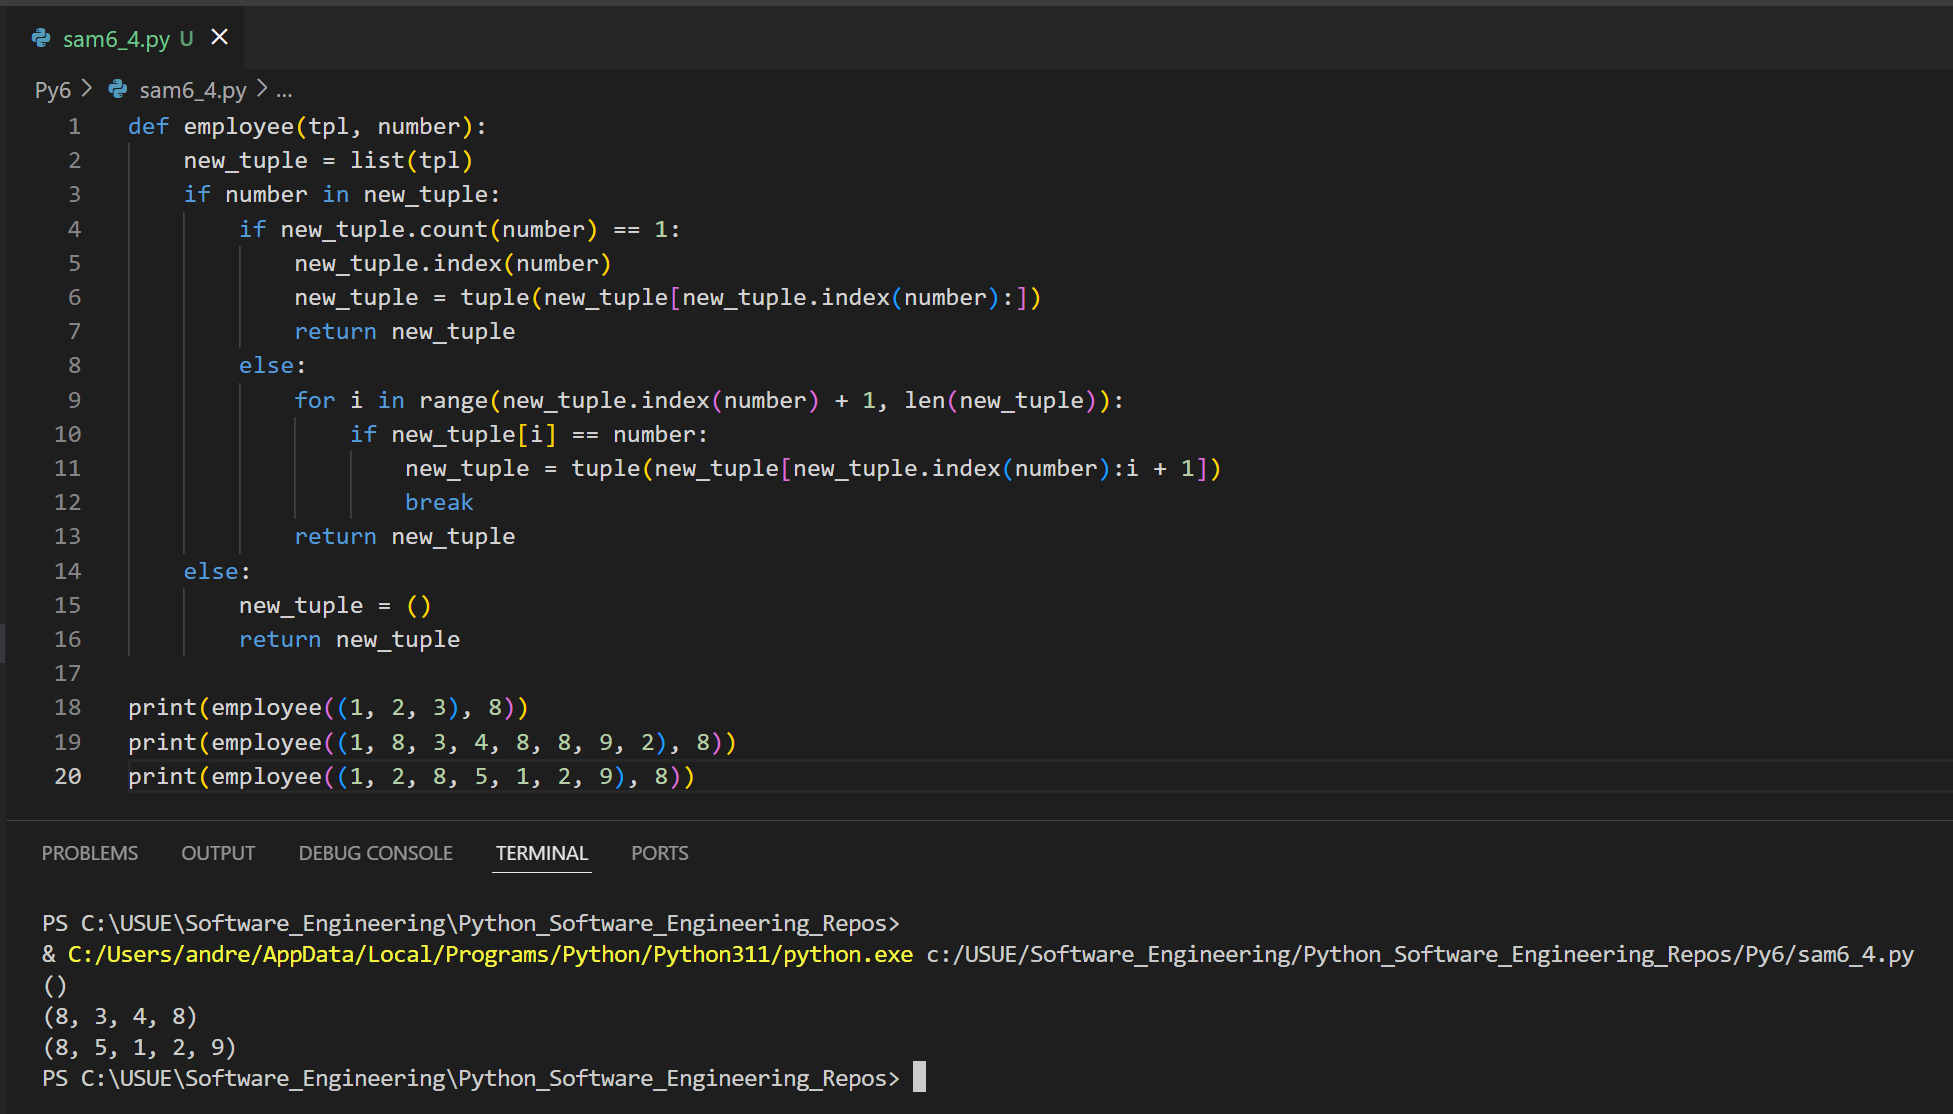 sam6_4.py U
Py6 > sam6_4.py > ...
1 def employee(tpl, number):
2     new_tuple = list(tpl)
3     if number in new_tuple:
4         if new_tuple.count(number) == 1:
5             new_tuple.index(number)
6             new_tuple = tuple(new_tuple[new_tuple.index(number):])
7             return new_tuple
8         else:
9             for i in range(new_tuple.index(number) + 1, len(new_tuple)):
10                 if new_tuple[i] == number:
11                     new_tuple = tuple(new_tuple[new_tuple.index(number):i + 1])
12                     break
13             return new_tuple
14     else:
15         new_tuple = ()
16         return new_tuple
17
18 print(employee((1, 2, 3), 8))
19 print(employee((1, 8, 3, 4, 8, 8, 9, 2), 8))
20 print(employee((1, 2, 8, 5, 1, 2, 9), 8))
PROBLEMS OUTPUT DEBUG CONSOLE TERMINAL PORTS
PS C:\USUE\Software_Engineering\Python_Software_Engineering_Repos>
& C:/Users/andre/AppData/Local/Programs/Python/Python311/python.exe c:/USUE/Software_Engineering/Python_Software_Engineering_Repos/Py6/sam6_4.py
()
(8, 3, 4, 8)
(8, 5, 1, 2, 9)
PS C:\USUE\Software_Engineering\Python_Software_Engineering_Repos>